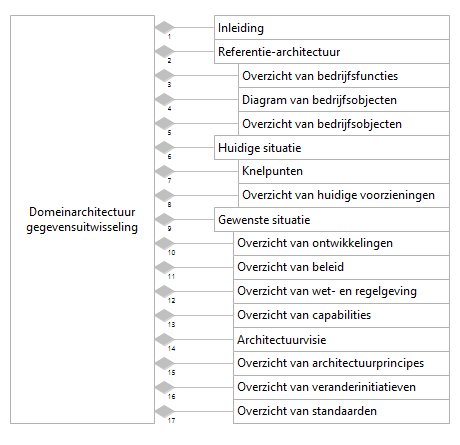 Domeinarchitectuur
gegevensuitwisseling
1 Inleiding
2 Referentie-architectuur
3 Overzicht van bedrijfsfuncties
4 Diagram van bedrijfsobjecten
5 Overzicht van bedrijfsobjecten
6 Huidige situatie
7 Knelpunten
8 Overzicht van huidige voorzieningen
9 Gewenste situatie
10 Overzicht van ontwikkelingen
11 Overzicht van beleid
12 Overzicht van wet- en regelgeving
13 Overzicht van capabilities
14 Architectuurvisie
15 Overzicht van architectuurprincipes
16 Overzicht van veranderinitiatieven
17 Overzicht van standaarden